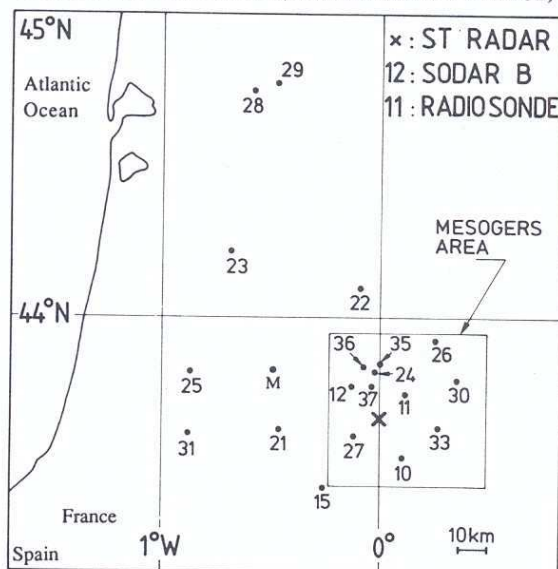 45°N
×: ST RADAR
Atlantic
Ocean
29
28
12: SODAR B
11: RADIOSONDE
MESOGERS
AREA
23
22
44°N
36
35
26
25
M
24
12
37
11
30
31
21
27
33
10
15
France
Spain
1°W
0°
10km